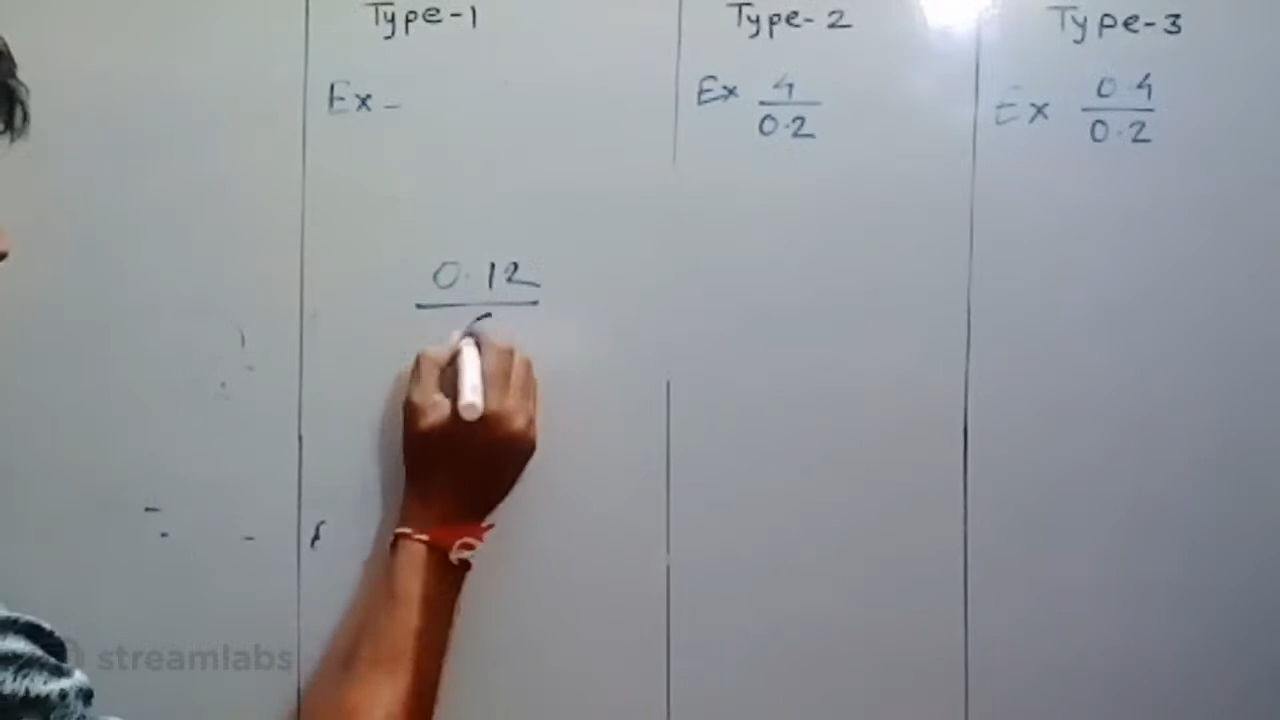 Type-1
Ex -
0.12
Type-2
Ex 4
0.2
Type-3
Ex 0.4
0.2
streamlabs